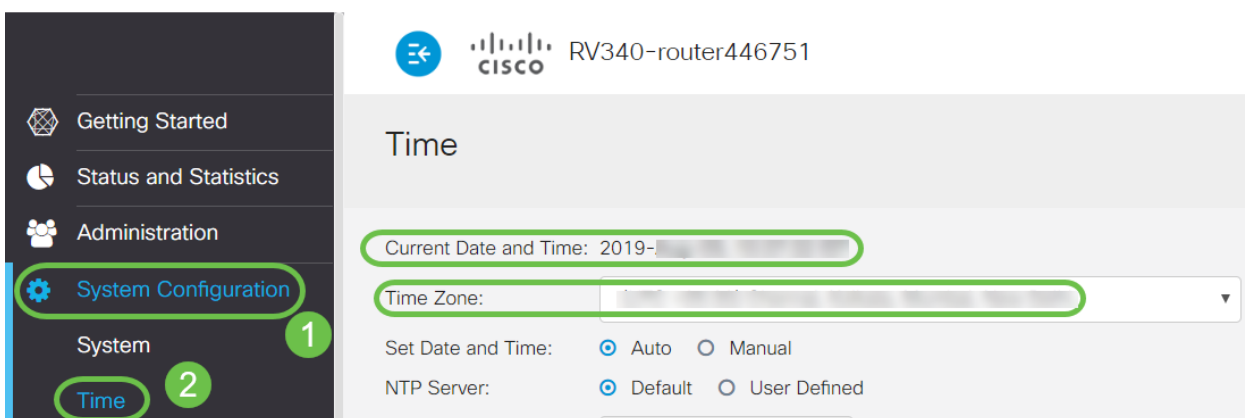 CISCO
RV340-router446751
Getting Started
Status and Statistics
Administration
System Configuration
1
System
Time
2
Time
Current Date and Time: 2019-
Time Zone:
Set Date and Time: Auto Manual
NTP Server: Default User Defined